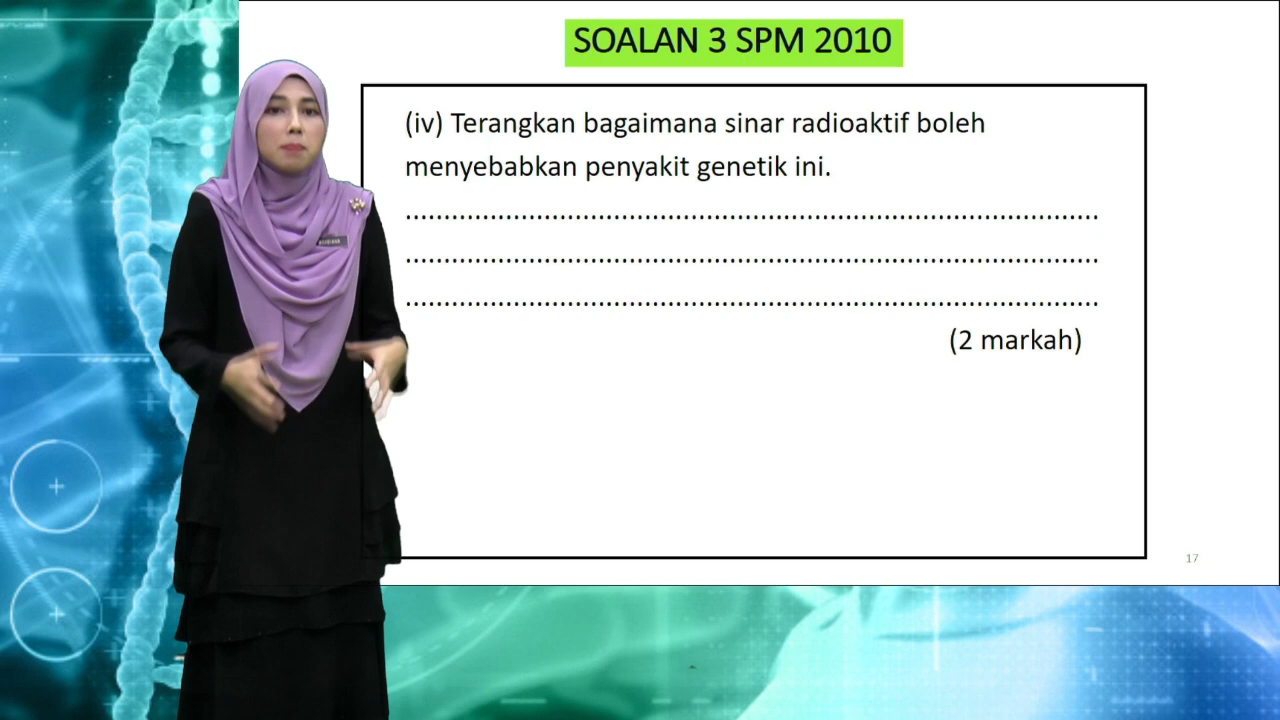 SOALAN 3 SPM 2010
(iv) Terangkan bagaimana sinar radioaktif boleh
menyebabkan penyakit genetik ini.
....................................................................................
....................................................................................
....................................................................................
(2 markah)
17